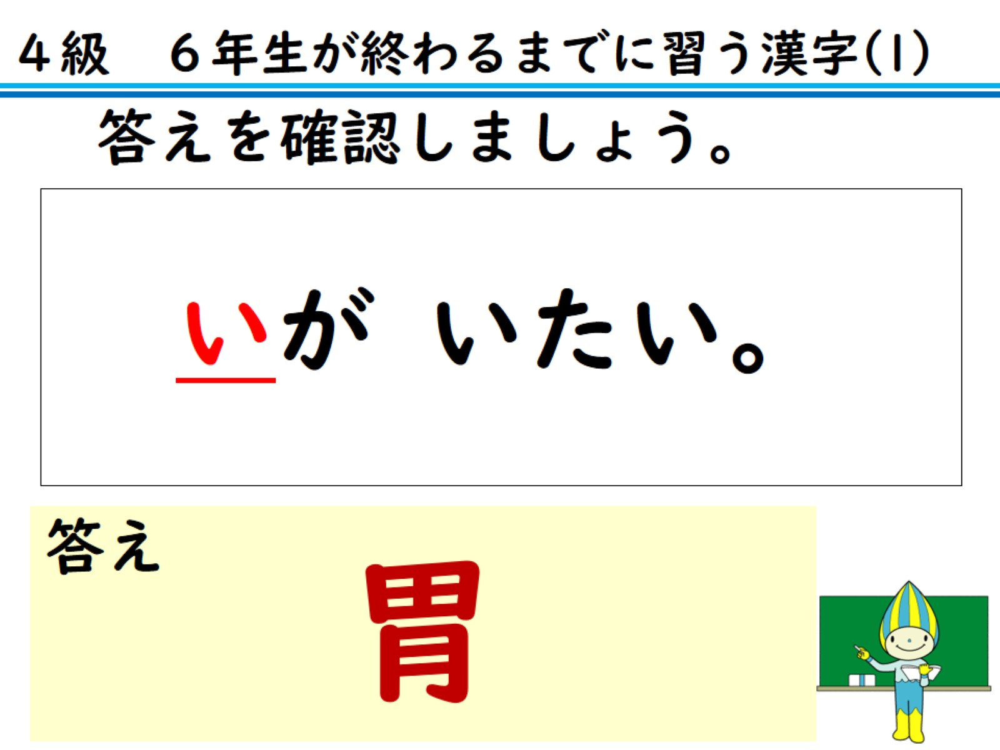 ４級　６年生が終わるまでに習う漢字(1)
答えを確認しましょう。
いが いたい。
答え
胃